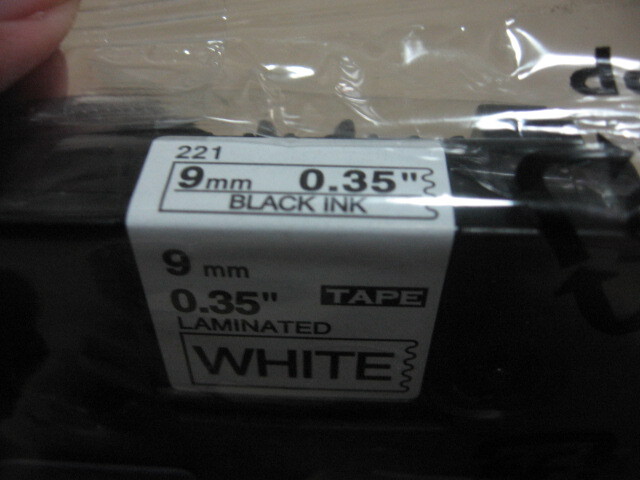 221
9mm 0.35"
BLACK INK
9 mm
0.35" TAPE
LAMINATED
WHITE